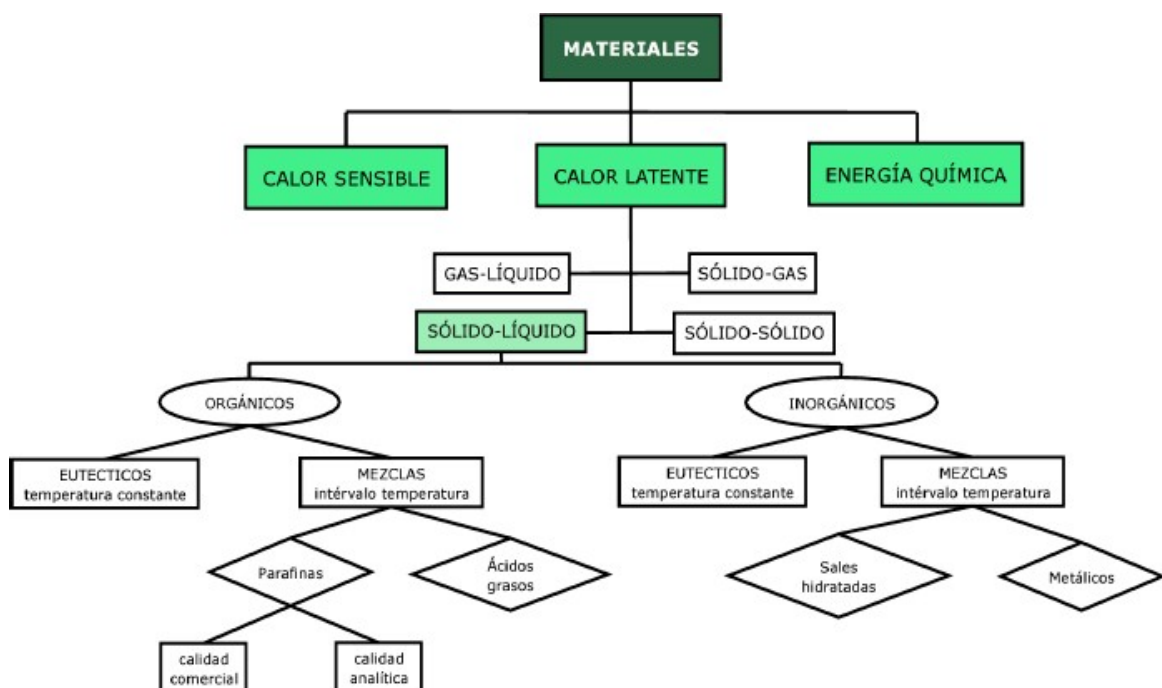 MATERIALES
CALOR SENSIBLE
CALOR LATENTE
ENERGÍA QUÍMICA
GAS-LÍQUIDO
SÓLIDO-GAS
SÓLIDO-LÍQUIDO
SÓLIDO-SÓLIDO
ORGÁNICOS
INORGÁNICOS
EUTECTICOS
temperatura constante
MEZCLAS
intérvalo temperatura
EUTECTICOS
temperatura constante
MEZCLAS
intérvalo temperatura
Parafinas
Ácidos
grasos
Sales
hidratadas
Metálicos
calidad
comercial
calidad
analítica